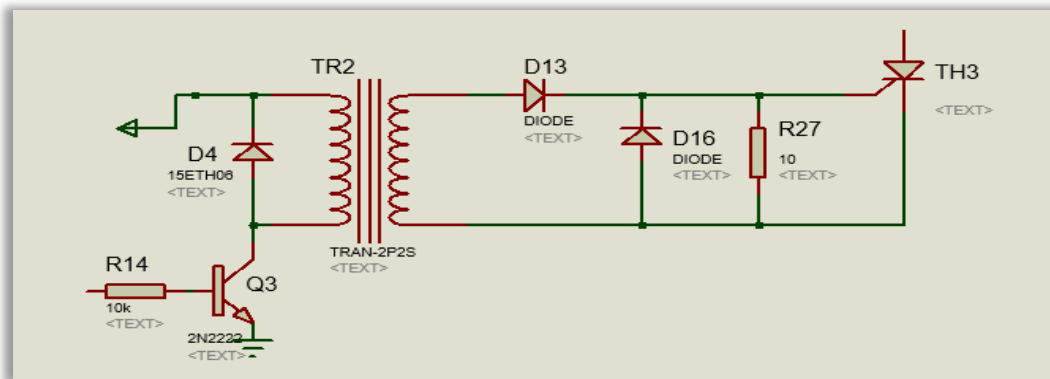 TR2
D13
DIODE
<TEXT>
TH3
<TEXT>
D4
15ETH06
<TEXT>
D16
DIODE
<TEXT>
R27
10
<TEXT>
TRAN-2P2S
<TEXT>
R14
10k
<TEXT>
Q3
2N2222
<TEXT>